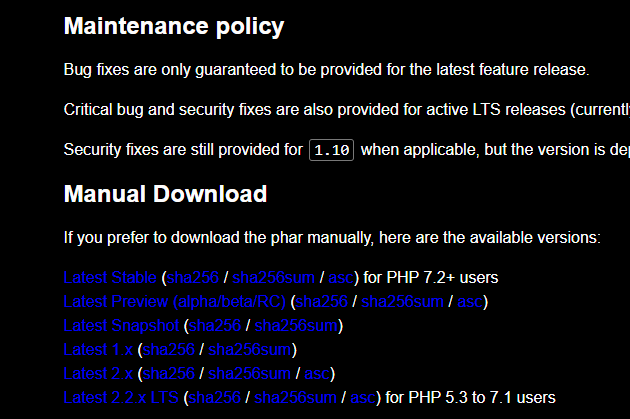 Maintenance policy
Bug fixes are only guaranteed to be provided for the latest feature release.
Critical bug and security fixes are also provided for active LTS releases (currently
Security fixes are still provided for 1.10 when applicable, but the version is
Manual Download
If you prefer to download the phar manually, here are the available versions:
Latest Stable (sha256 / sha256sum / asc) for PHP 7.2+ users
Latest Preview (alpha/beta/RC) (sha256 / sha256sum / asc)
Latest Snapshot (sha256 / sha256sum)
Latest 1.x (sha256 / sha256sum)
Latest 2.x (sha256 / sha256sum / asc)
Latest 2.2.x LTS (sha256 / sha256sum / asc) for PHP 5.3 to 7.1 users